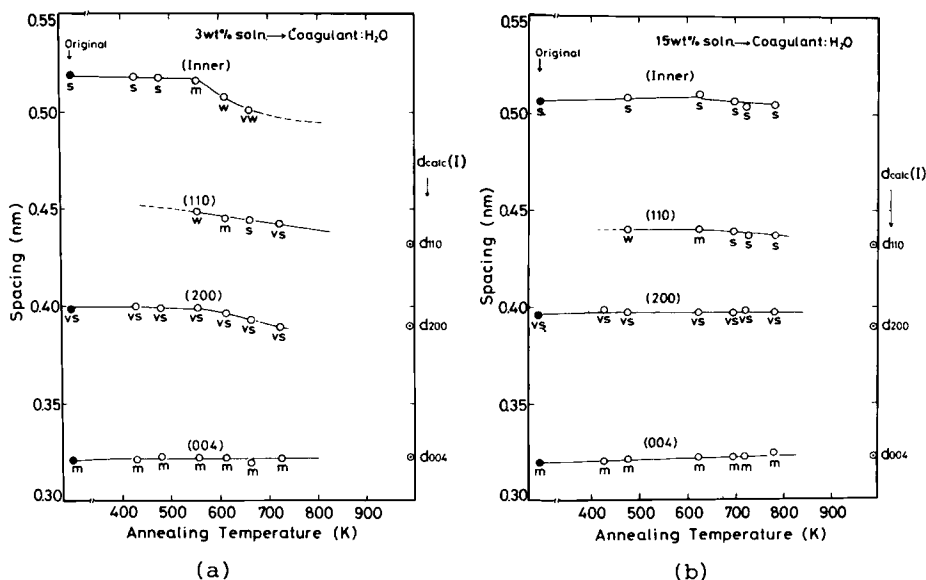 0.55
3wt% soln.→Coagulant:H₂O
Original
(Inner)
s s s m w vw
0.50
dcalc(I)
(110)
w m s vs
0.45
d110
(200)
vs vs vs vs vs vs vs
0.40
d200
0.35
(004)
m m m m m m m
d004
0.30
400 500 600 700 800 900
Annealing Temperature (K)
Spacing (nm)
(a)
0.55
15wt% soln.→Coagulant:H₂O
Original
(Inner)
s s s s s s
0.50
dcalc(I)
(110)
w m s s s
0.45
d110
(200)
vs vs vs vs vs vs vs
0.40
d200
0.35
(004)
m m m m m m m
d004
0.30
400 500 600 700 800 900
Annealing Temperature (K)
Spacing (nm)
(b)